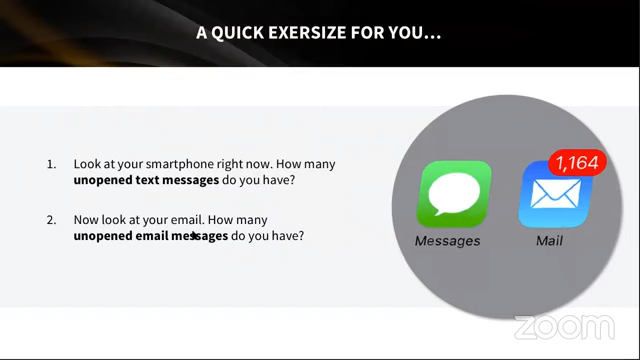 A QUICK EXERSIZE FOR YOU...
1. Look at your smartphone right now. How many
unopened text messages do you have?
2. Now look at your email. How many
unopened email messages do you have?
1,164
Messages
Mail
zoom